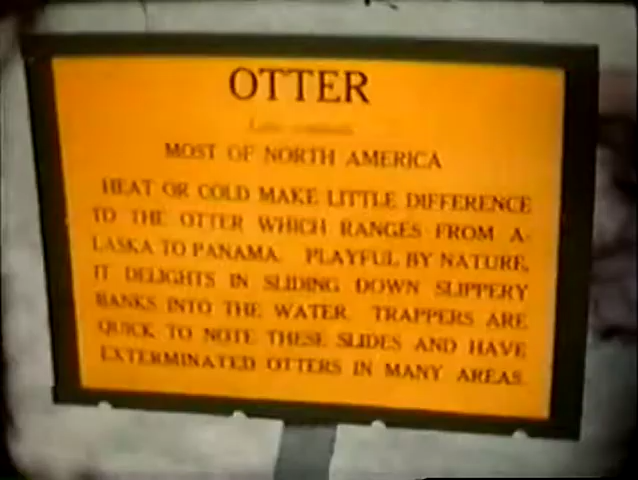 OTTER
MOST OF NORTH AMERICA
HEAT OR COLD MAKE LITTLE DIFFERENCE
TO THE OTTER WHICH RANGES FROM A-
LASKA TO PANAMA. PLAYFUL BY NATURE,
IT DELIGHTS IN SLIDING DOWN SLIPPERY
BANKS INTO THE WATER. TRAPPERS ARE
QUICK TO NOTE THESE SLIDES AND HAVE
EXTERMINATED OTTERS IN MANY AREAS.